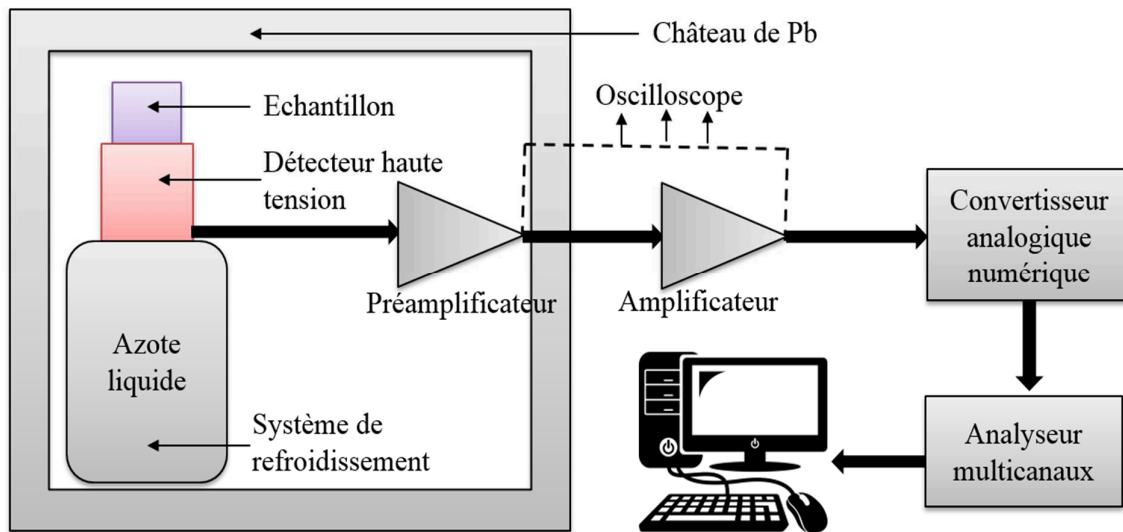 Château de Pb
Echantillon
Oscilloscope
Détecteur haute
tension
Préamplificateur
Amplificateur
Convertisseur
analogique
numérique
Azote
liquide
Système de
refroidissement
Analyseur
multicanaux